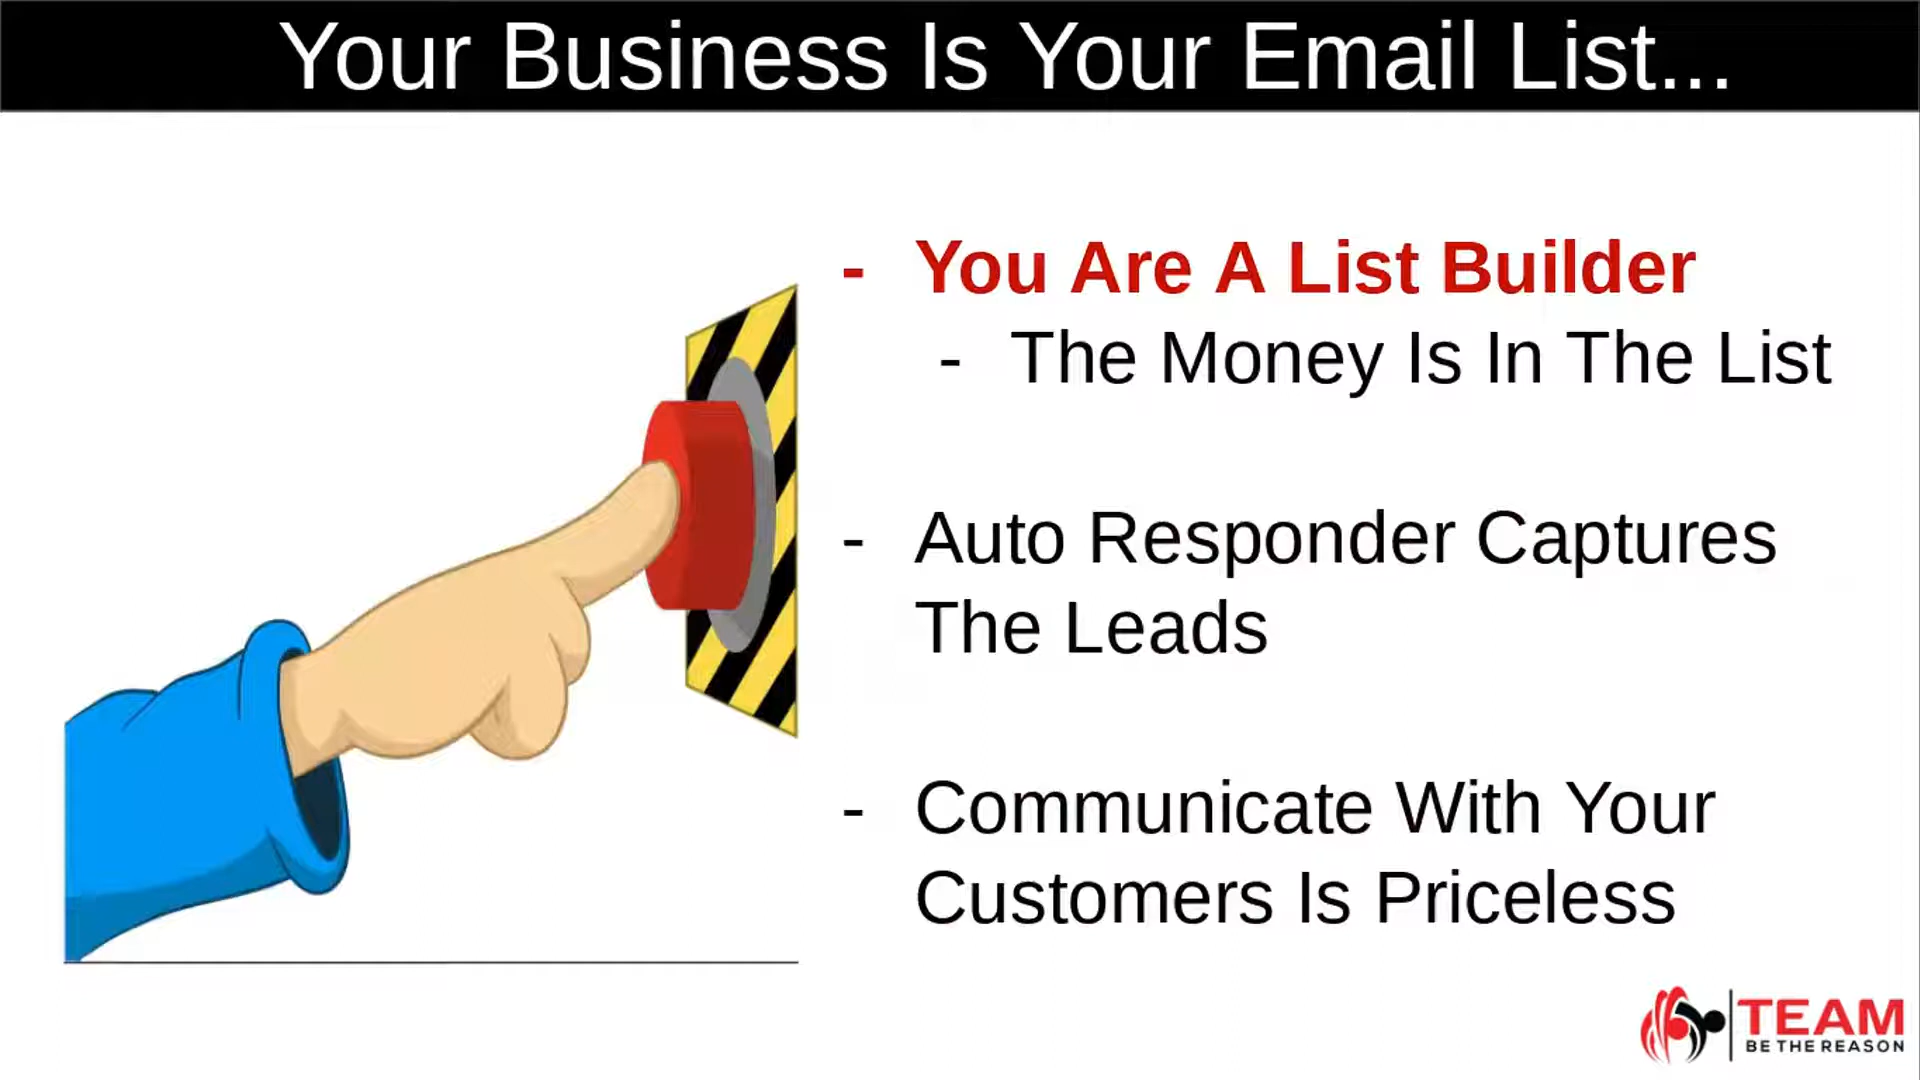 Your Business Is Your Email List...
- You Are A List Builder
- The Money Is In The List
- Auto Responder Captures
The Leads
- Communicate With Your
Customers Is Priceless
TEAM
BE THE REASON